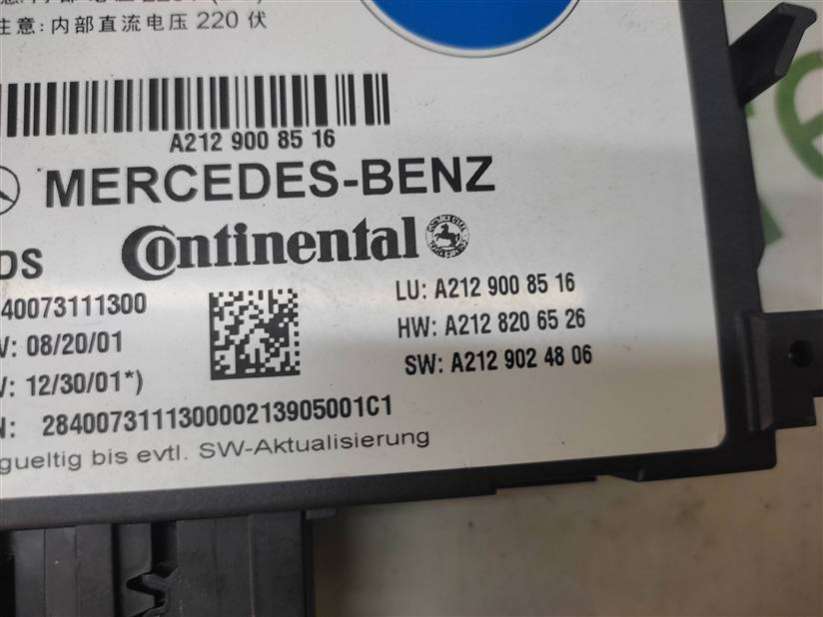 注意: 内部直流电压 220 伏
A212 900 85 16
MERCEDES-BENZ
DS
Continental
LU: A212 900 85 16
40073111300
HW: A212 820 65 26
: 08/20/01
SW: A212 902 48 06
: 12/30/01*)
N: 284007311130000213905001C1
gueltig bis evtl. SW-Aktualisierung